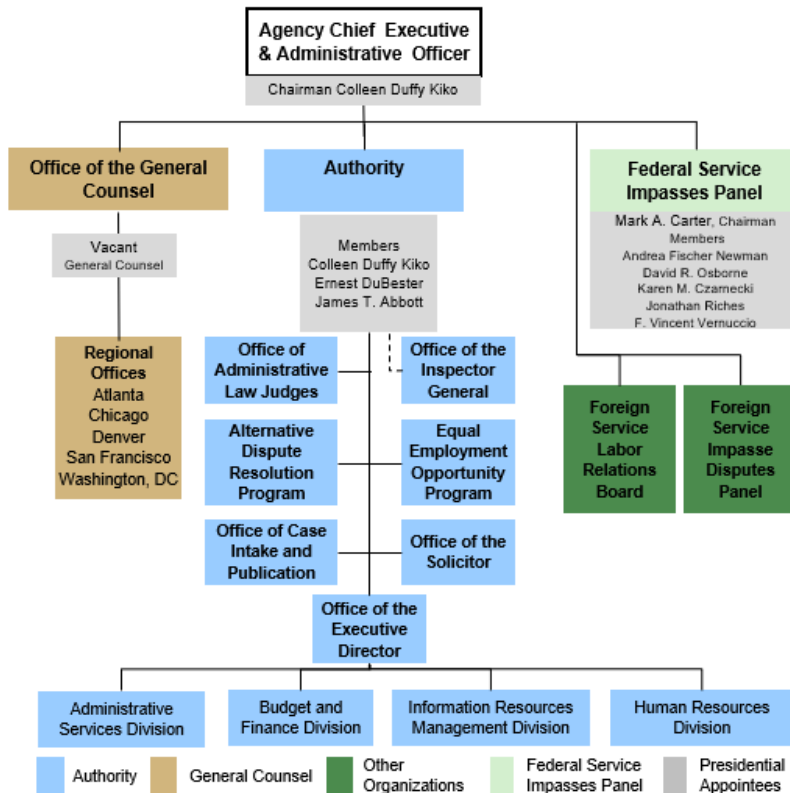 Agency Chief Executive
& Administrative Officer
Chairman Colleen Duffy Kiko
Office of the General
Counsel
Vacant
General Counsel
Regional
Offices
Atlanta
Chicago
Denver
San Francisco
Washington, DC
Authority
Members
Colleen Duffy Kiko
Ernest DuBester
James T. Abbott
Federal Service
Impasses Panel
Mark A. Carter, Chairman
Members
Andrea Fischer Newman
David R. Osborne
Karen M. Czarnecki
Jonathan Riches
F. Vincent Vernuccio
Office of
Administrative
Law Judges
Office of the
Inspector
General
Alternative
Dispute
Resolution
Program
Equal
Employment
Opportunity
Program
Office of Case
Intake and
Publication
Office of the
Solicitor
Foreign
Service
Labor
Relations
Board
Foreign
Service
Impasse
Disputes
Panel
Office of the
Executive
Director
Administrative
Services Division
Budget and
Finance Division
Information Resources
Management Division
Human Resources
Division
Authority
General Counsel
Other
Organizations
Federal Service
Impasses Panel
Presidential
Appointees